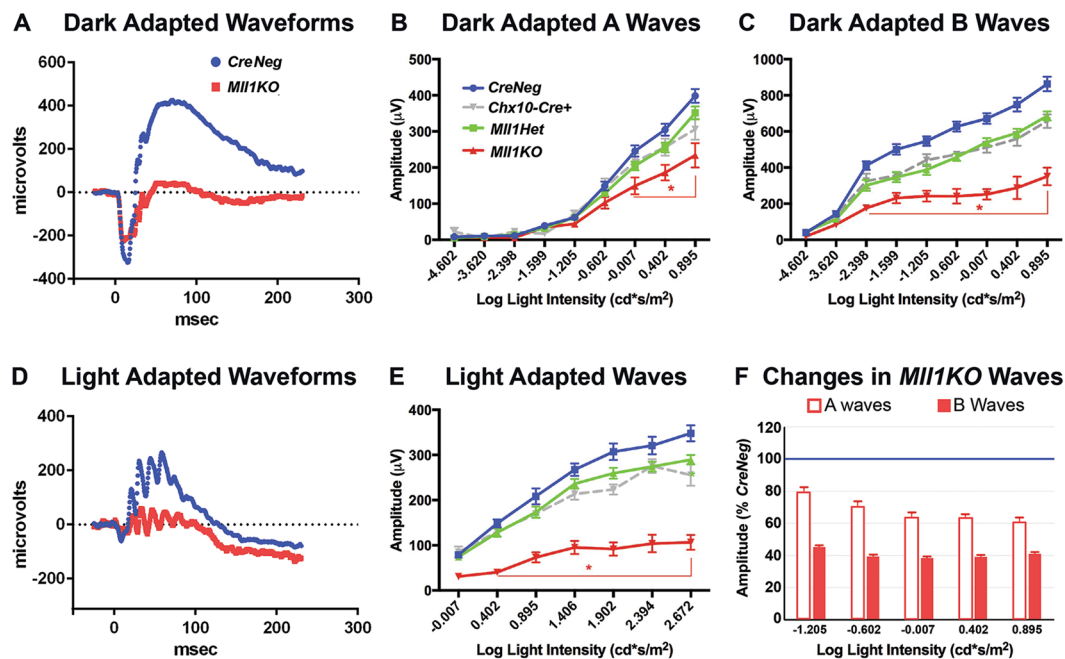 A Dark Adapted Waveforms
600
400
200
0
-200
-400
microvolts
CreNeg
Mll1KO
0 100 200 300
msec
B Dark Adapted A Waves
500
400
300
200
100
0
Amplitude (µV)
CreNeg
Chx10-Cre+
Mll1Het
Mll1KO
*
-4.602 -3.620 -2.398 -1.599 -1.205 -0.602 -0.007 0.402 0.895
Log Light Intensity (cd*s/m²)
C Dark Adapted B Waves
1000
800
600
400
200
0
Amplitude (µV)
*
-4.602 -3.620 -2.398 -1.599 -1.205 -0.602 -0.007 0.402 0.895
Log Light Intensity (cd*s/m²)
D Light Adapted Waveforms
400
200
0
-200
microvolts
0 100 200 300
msec
E Light Adapted Waves
400
300
200
100
0
Amplitude (µV)
*
-0.007 0.402 0.895 1.406 1.902 2.394 2.672
Log Light Intensity (cd*s/m²)
F Changes in Mll1KO Waves
A waves B Waves
120
100
80
60
40
20
0
Amplitude (% CreNeg)
-1.205 -0.602 -0.007 0.402 0.895
Log Light Intensity (cd*s/m²)